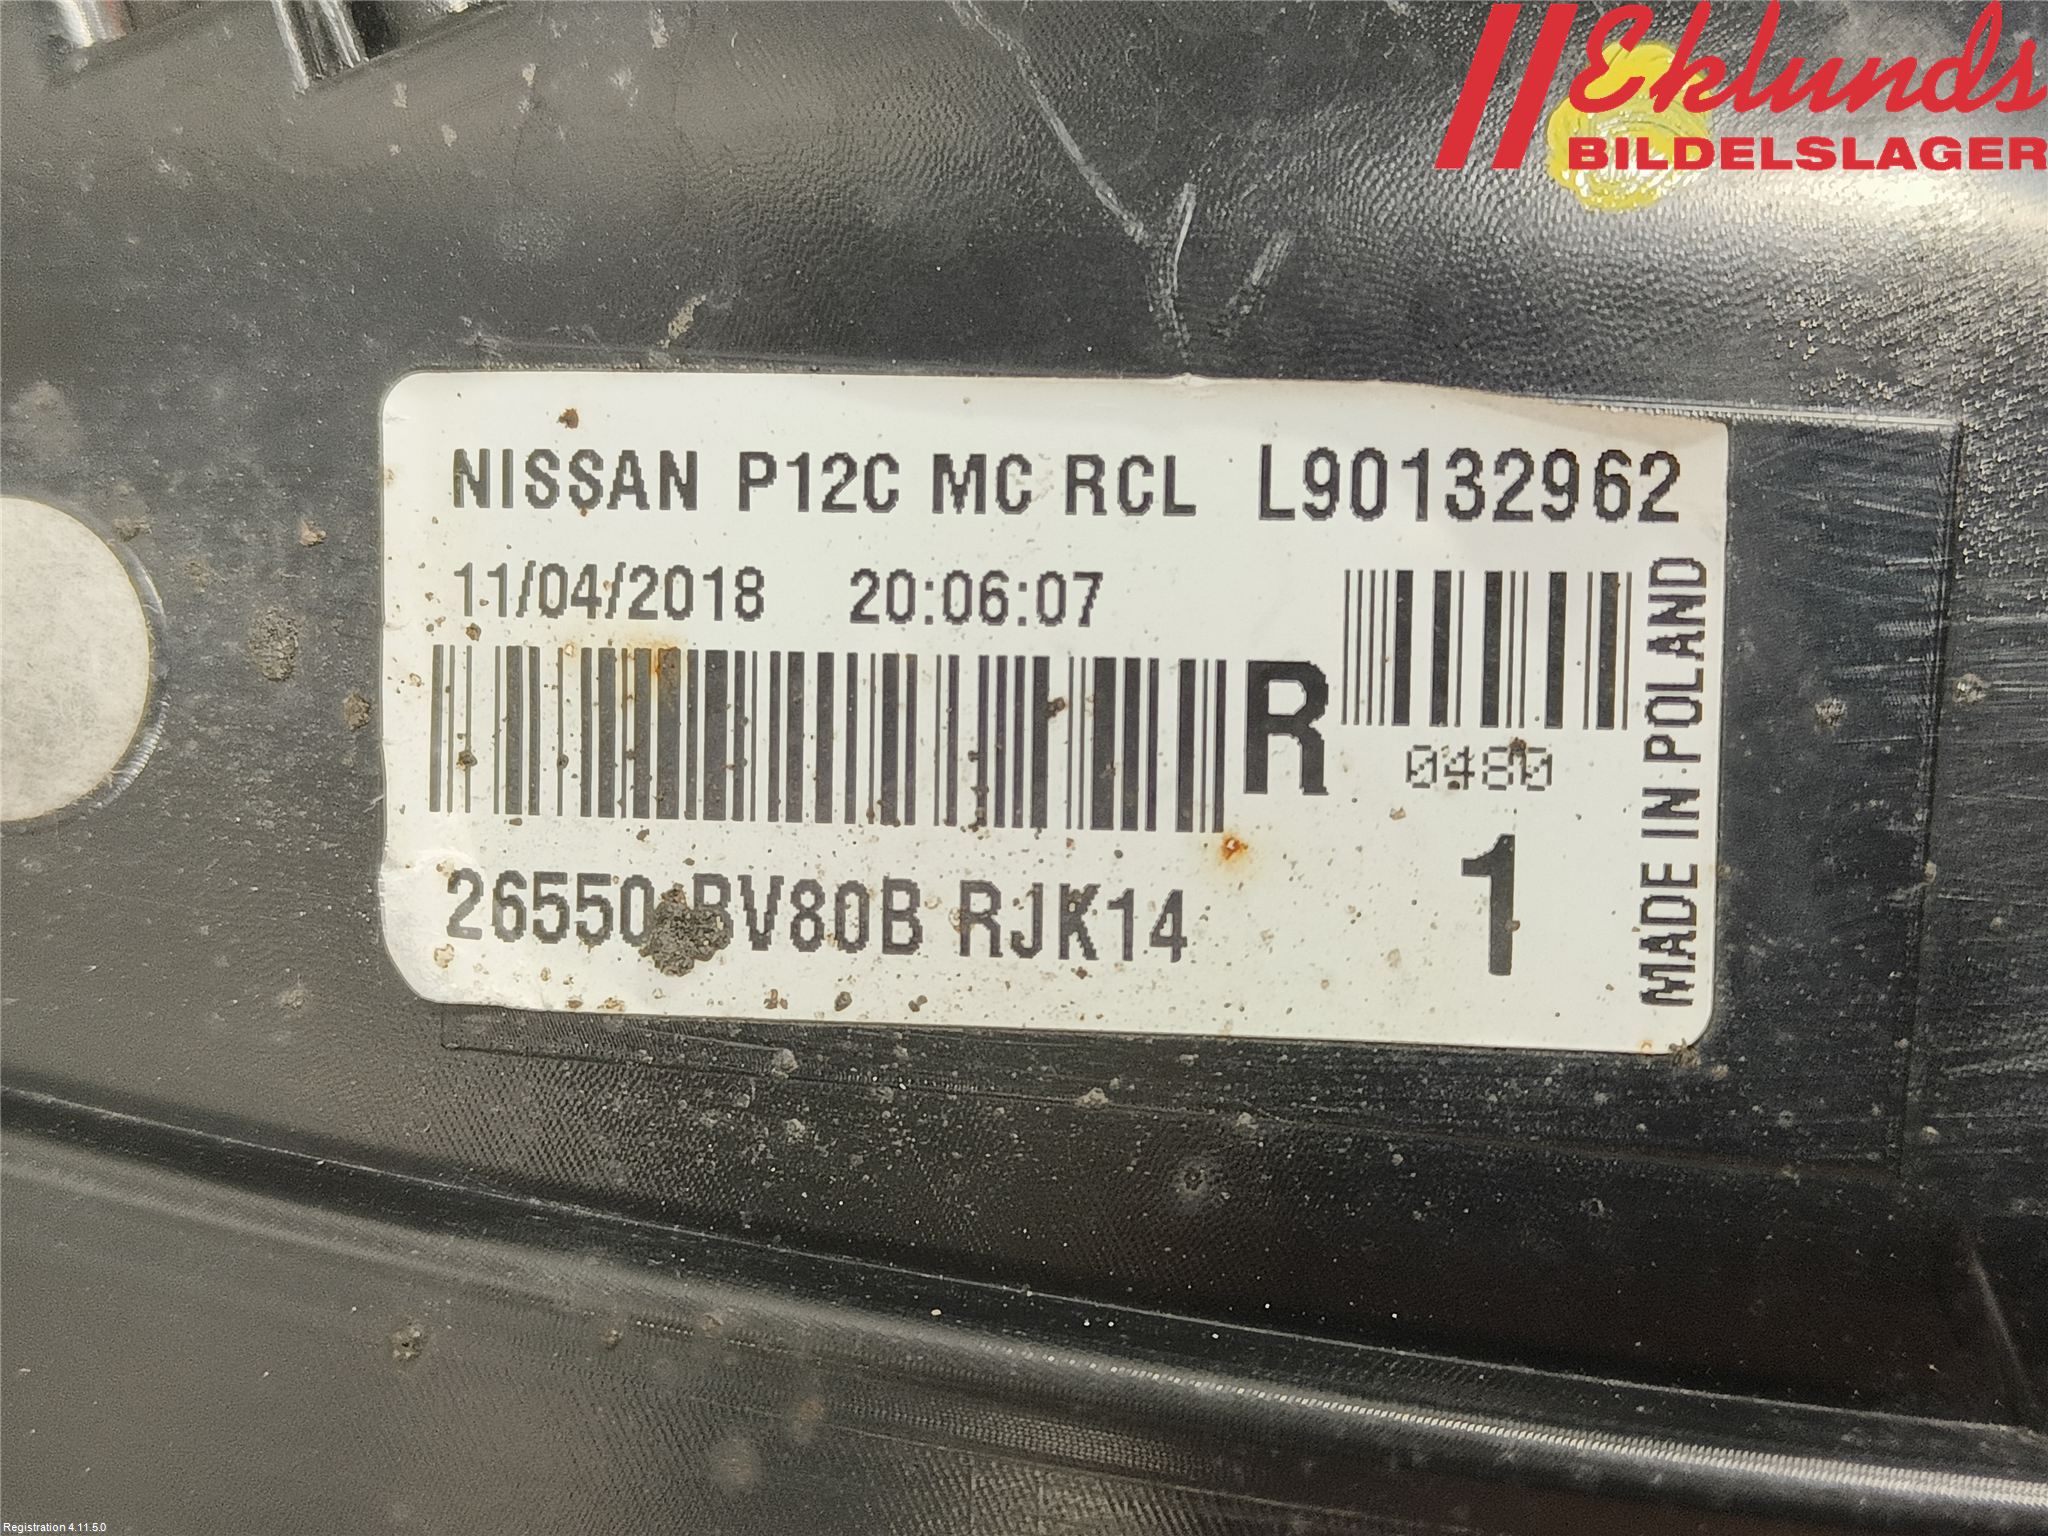 Eklunds
BILDELSLAGER
NISSAN P12C MC RCL L90132962
11/04/2018 20:06:07
R
0480
26550 BV80B RJK14
1
MADE IN POLAND
Registration 4.11.5.0